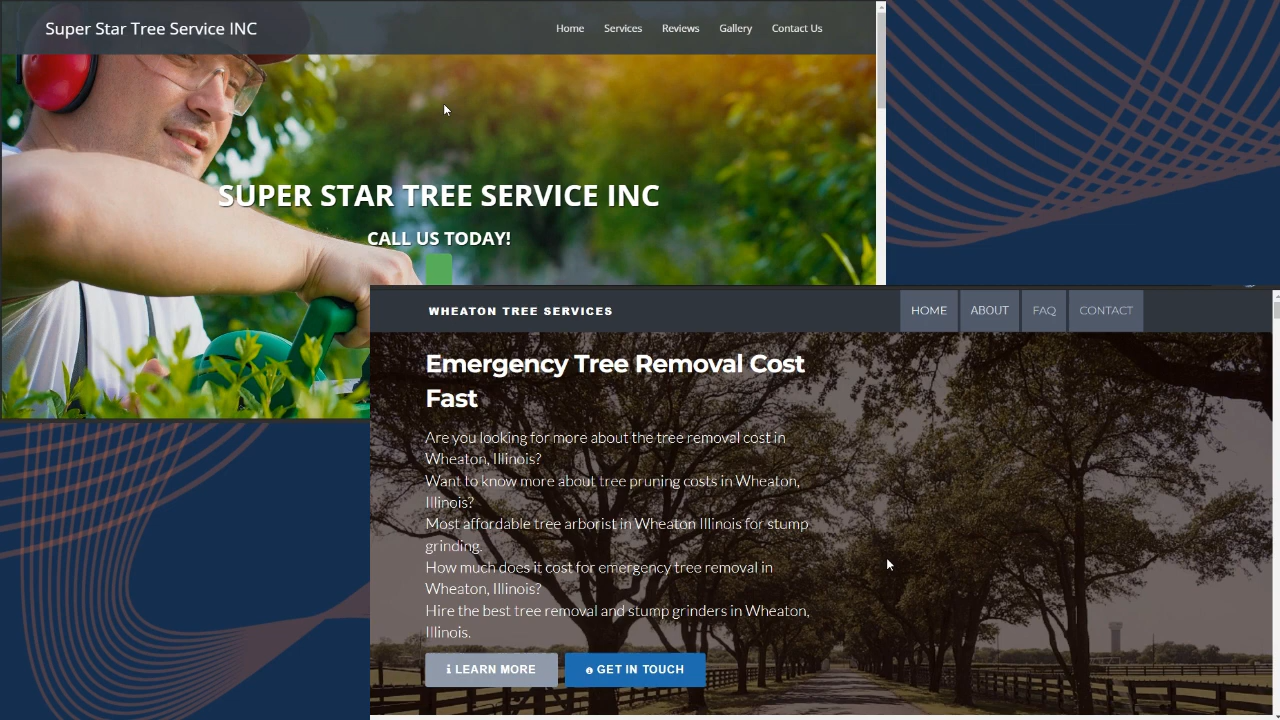 Super Star Tree Service INC
Home Services Reviews Gallery Contact Us
SUPER STAR TREE SERVICE INC
CALL US TODAY!
WHEATON TREE SERVICES
HOME ABOUT FAQ CONTACT
Emergency Tree Removal Cost
Fast
Are you looking for more about the tree removal cost in
Wheaton, Illinois?
Want to know more about tree pruning costs in Wheaton,
Illinois?
Most affordable tree arborist in Wheaton Illinois for stump
grinding.
How much does it cost for emergency tree removal in
Wheaton, Illinois?
Hire the best tree removal and stump grinders in Wheaton,
Illinois.
LEARN MORE GET IN TOUCH